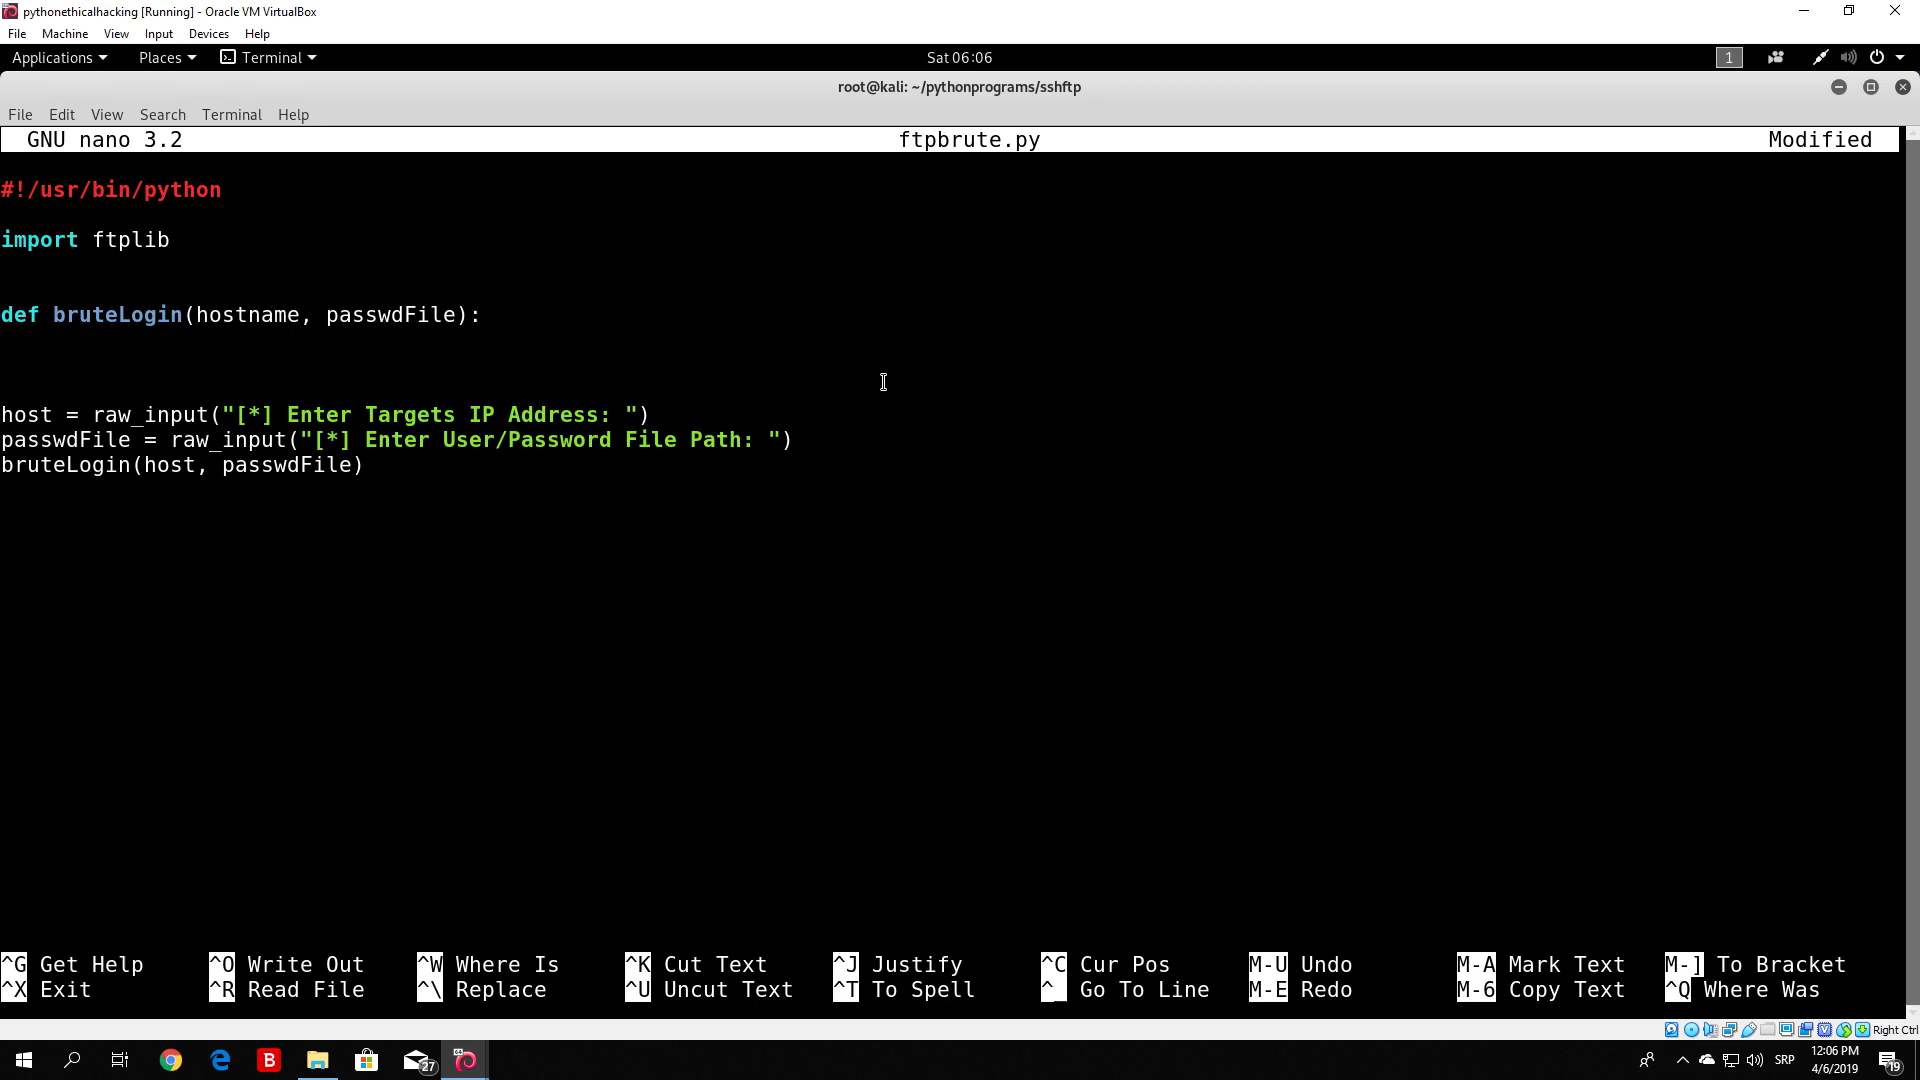 pythonethicalhacking [Running] - Oracle VM VirtualBox
File Machine View Input Devices Help
Applications Places Terminal Sat 06:06 1
root@kali: ~/pythonprograms/sshftp
File Edit View Search Terminal Help
GNU nano 3.2 ftpbrute.py Modified
#!/usr/bin/python
import ftplib
def bruteLogin(hostname, passwdFile):
host = raw_input("[*] Enter Targets IP Address: ")
passwdFile = raw_input("[*] Enter User/Password File Path: ")
bruteLogin(host, passwdFile)
^G Get Help ^O Write Out ^W Where Is ^K Cut Text ^J Justify ^C Cur Pos M-U Undo M-A Mark Text M-] To Bracket
^X Exit ^R Read File ^\ Replace ^U Uncut Text ^T To Spell ^_ Go To Line M-E Redo M-6 Copy Text ^Q Where Was
Right Ctrl
B 27 64 SRP 12:06 PM 19
4/6/2019